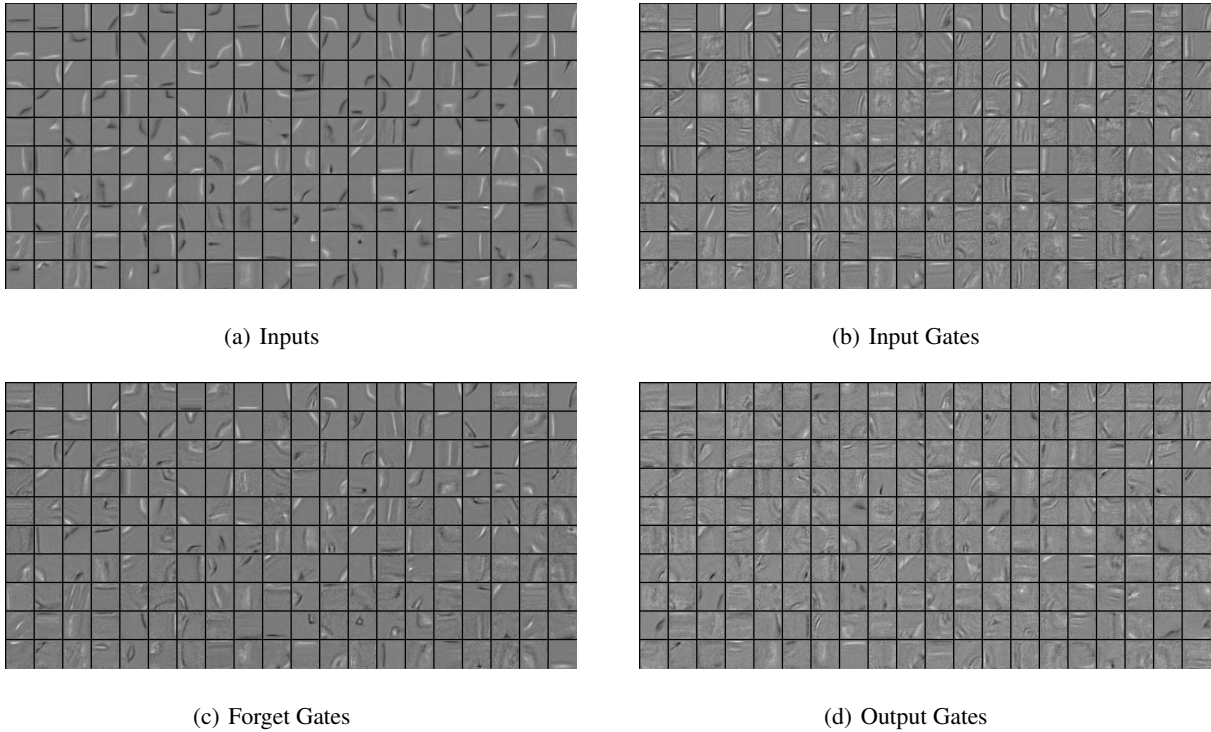 (a) Inputs
(b) Input Gates
(c) Forget Gates
(d) Output Gates